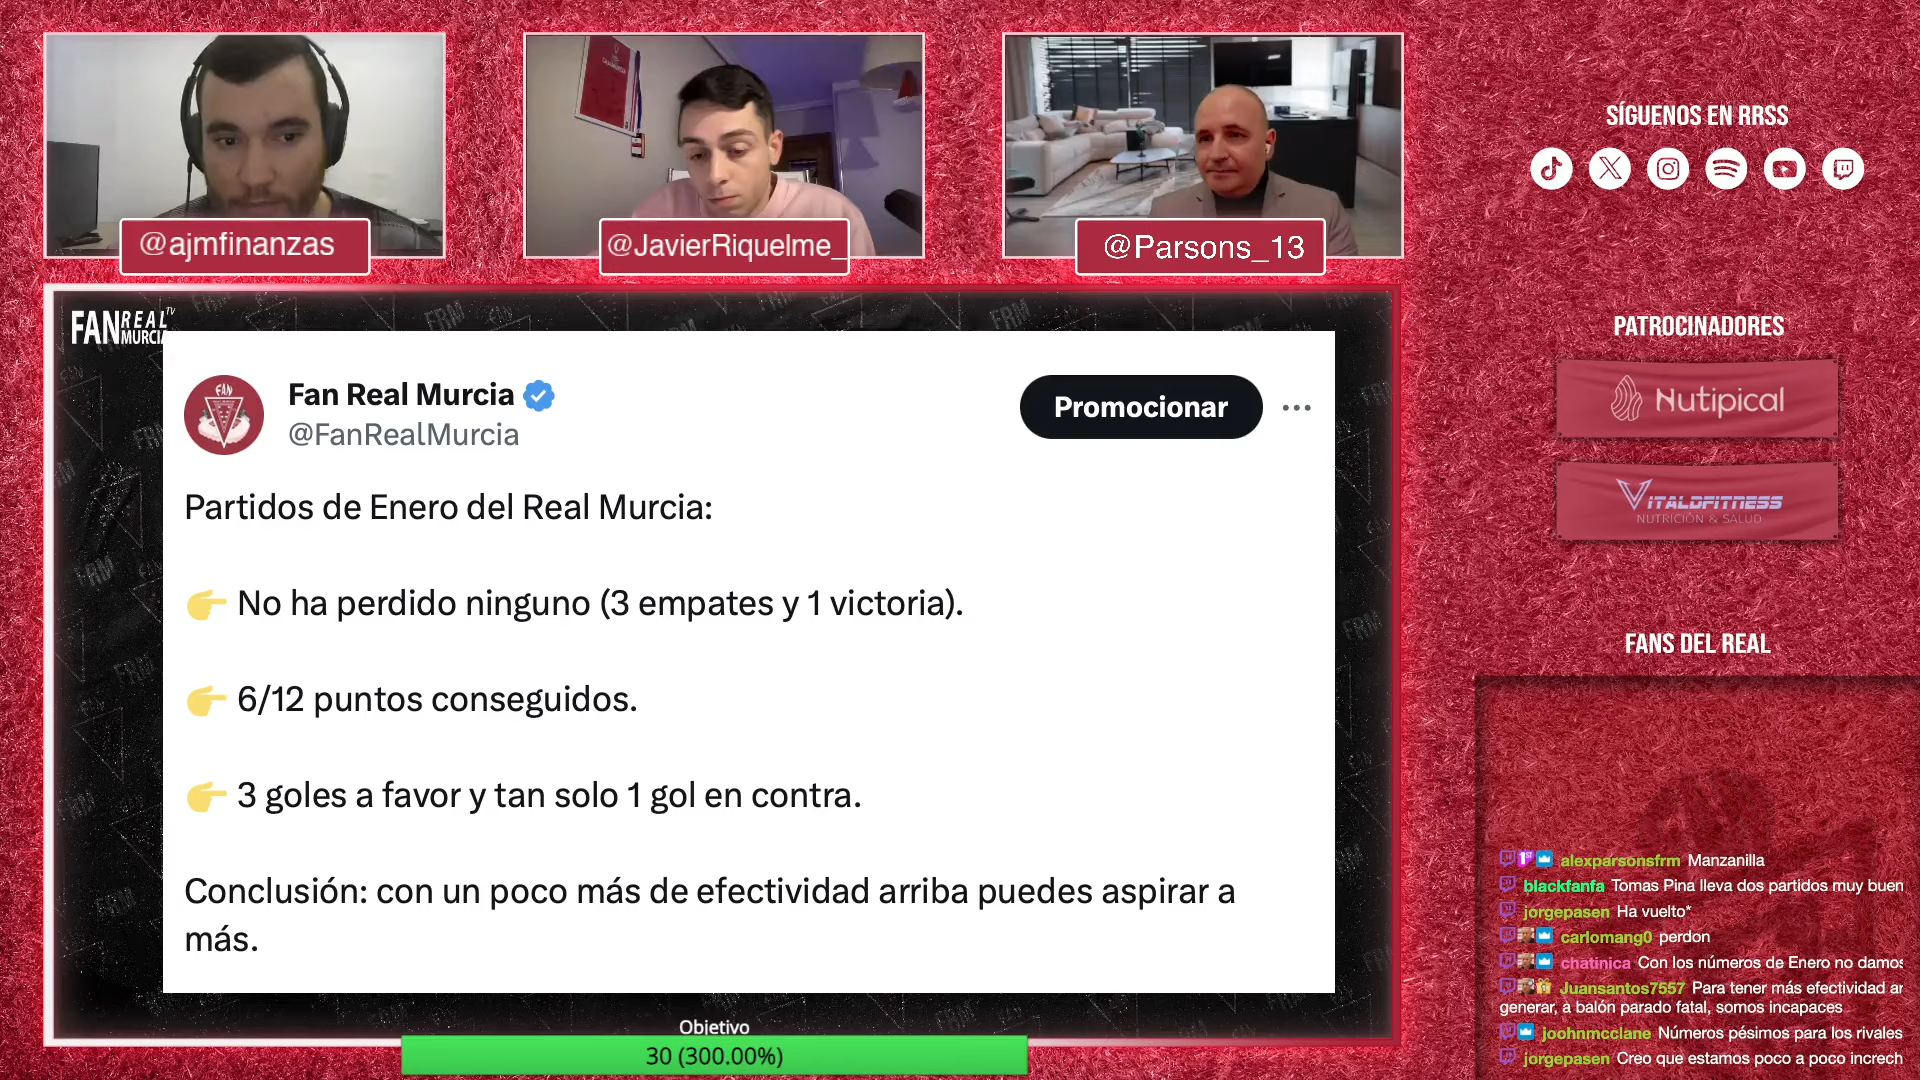 @ajmfinanzas
@JavierRiquelme_
@Parsons_13
SÍGUENOS EN RRSS
PATROCINADORES
Nutipical
VITALDFITNESS
NUTRICIÓN & SALUD
FAN REAL MURCIA TV
Fan Real Murcia
@FanRealMurcia
Promocionar
Partidos de Enero del Real Murcia:
👉 No ha perdido ninguno (3 empates y 1 victoria).
👉 6/12 puntos conseguidos.
👉 3 goles a favor y tan solo 1 gol en contra.
Conclusión: con un poco más de efectividad arriba puedes aspirar a
más.
Objetivo
30 (300.00%)
FANS DEL REAL
alexparsonsfrm Manzanilla
blackfanfa Tomas Pina lleva dos partidos muy buen
jorgepasen Ha vuelto*
carlomang0 perdon
chatinica Con los números de Enero no damos
Juansantos7557 Para tener más efectividad ar
generar, a balón parado fatal, somos incapaces
joohnmcclane Números pésimos para los rivales
jorgepasen Creo que estamos poco a poco increch